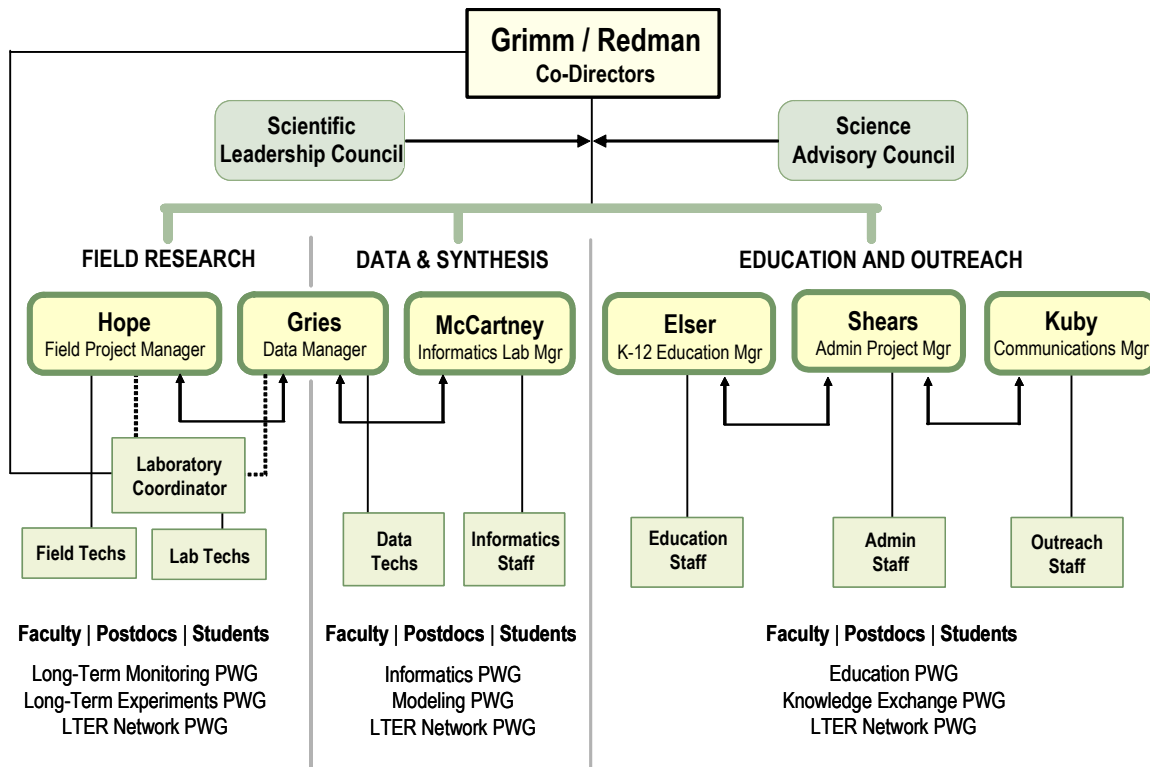 Grimm / Redman
Co-Directors
Scientific
Leadership Council
Science
Advisory Council
FIELD RESEARCH
DATA & SYNTHESIS
EDUCATION AND OUTREACH
Hope
Field Project Manager
Gries
Data Manager
McCartney
Informatics Lab Mgr
Elser
K-12 Education Mgr
Shears
Admin Project Mgr
Kuby
Communications Mgr
Laboratory
Coordinator
Field Techs
Lab Techs
Data
Techs
Informatics
Staff
Education
Staff
Admin
Staff
Outreach
Staff
Faculty | Postdocs | Students
Long-Term Monitoring PWG
Long-Term Experiments PWG
LTER Network PWG
Faculty | Postdocs | Students
Informatics PWG
Modeling PWG
LTER Network PWG
Faculty | Postdocs | Students
Education PWG
Knowledge Exchange PWG
LTER Network PWG